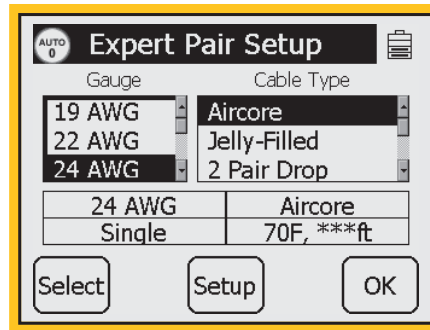 AUTO 0 Expert Pair Setup
Gauge Cable Type
19 AWG Aircore
22 AWG Jelly-Filled
24 AWG 2 Pair Drop
24 AWG Aircore
Single 70F, ***ft
Select Setup OK